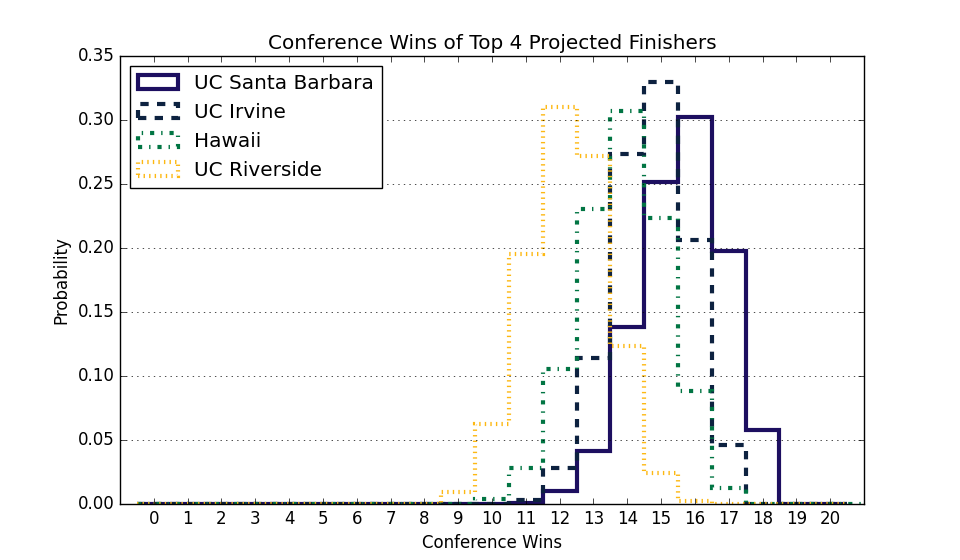 Conference Wins of Top 4 Projected Finishers
UC Santa Barbara
UC Irvine
Hawaii
UC Riverside
Probability
0.35
0.30
0.25
0.20
0.15
0.10
0.05
0.00
0 1 2 3 4 5 6 7 8 9 10 11 12 13 14 15 16 17 18 19 20
Conference Wins